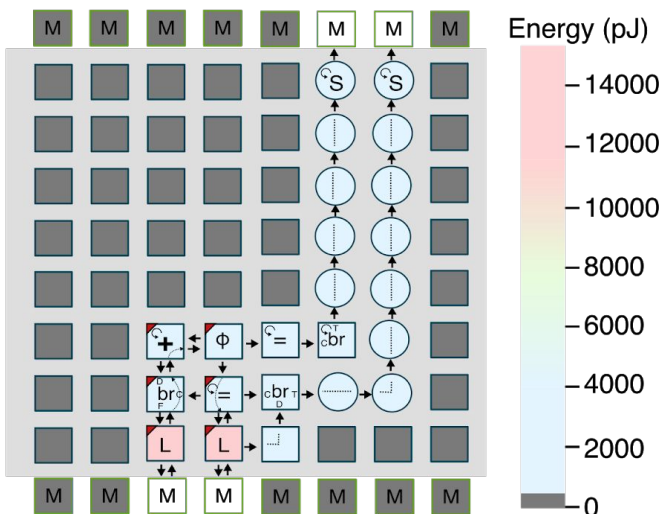 M M M M M M M M
Energy (pJ)
S S
14000
12000
10000
8000
6000
4000
2000
0
+ ϕ = T
C br
D
br C
F = C br T
D
L L
M M M M M M M M